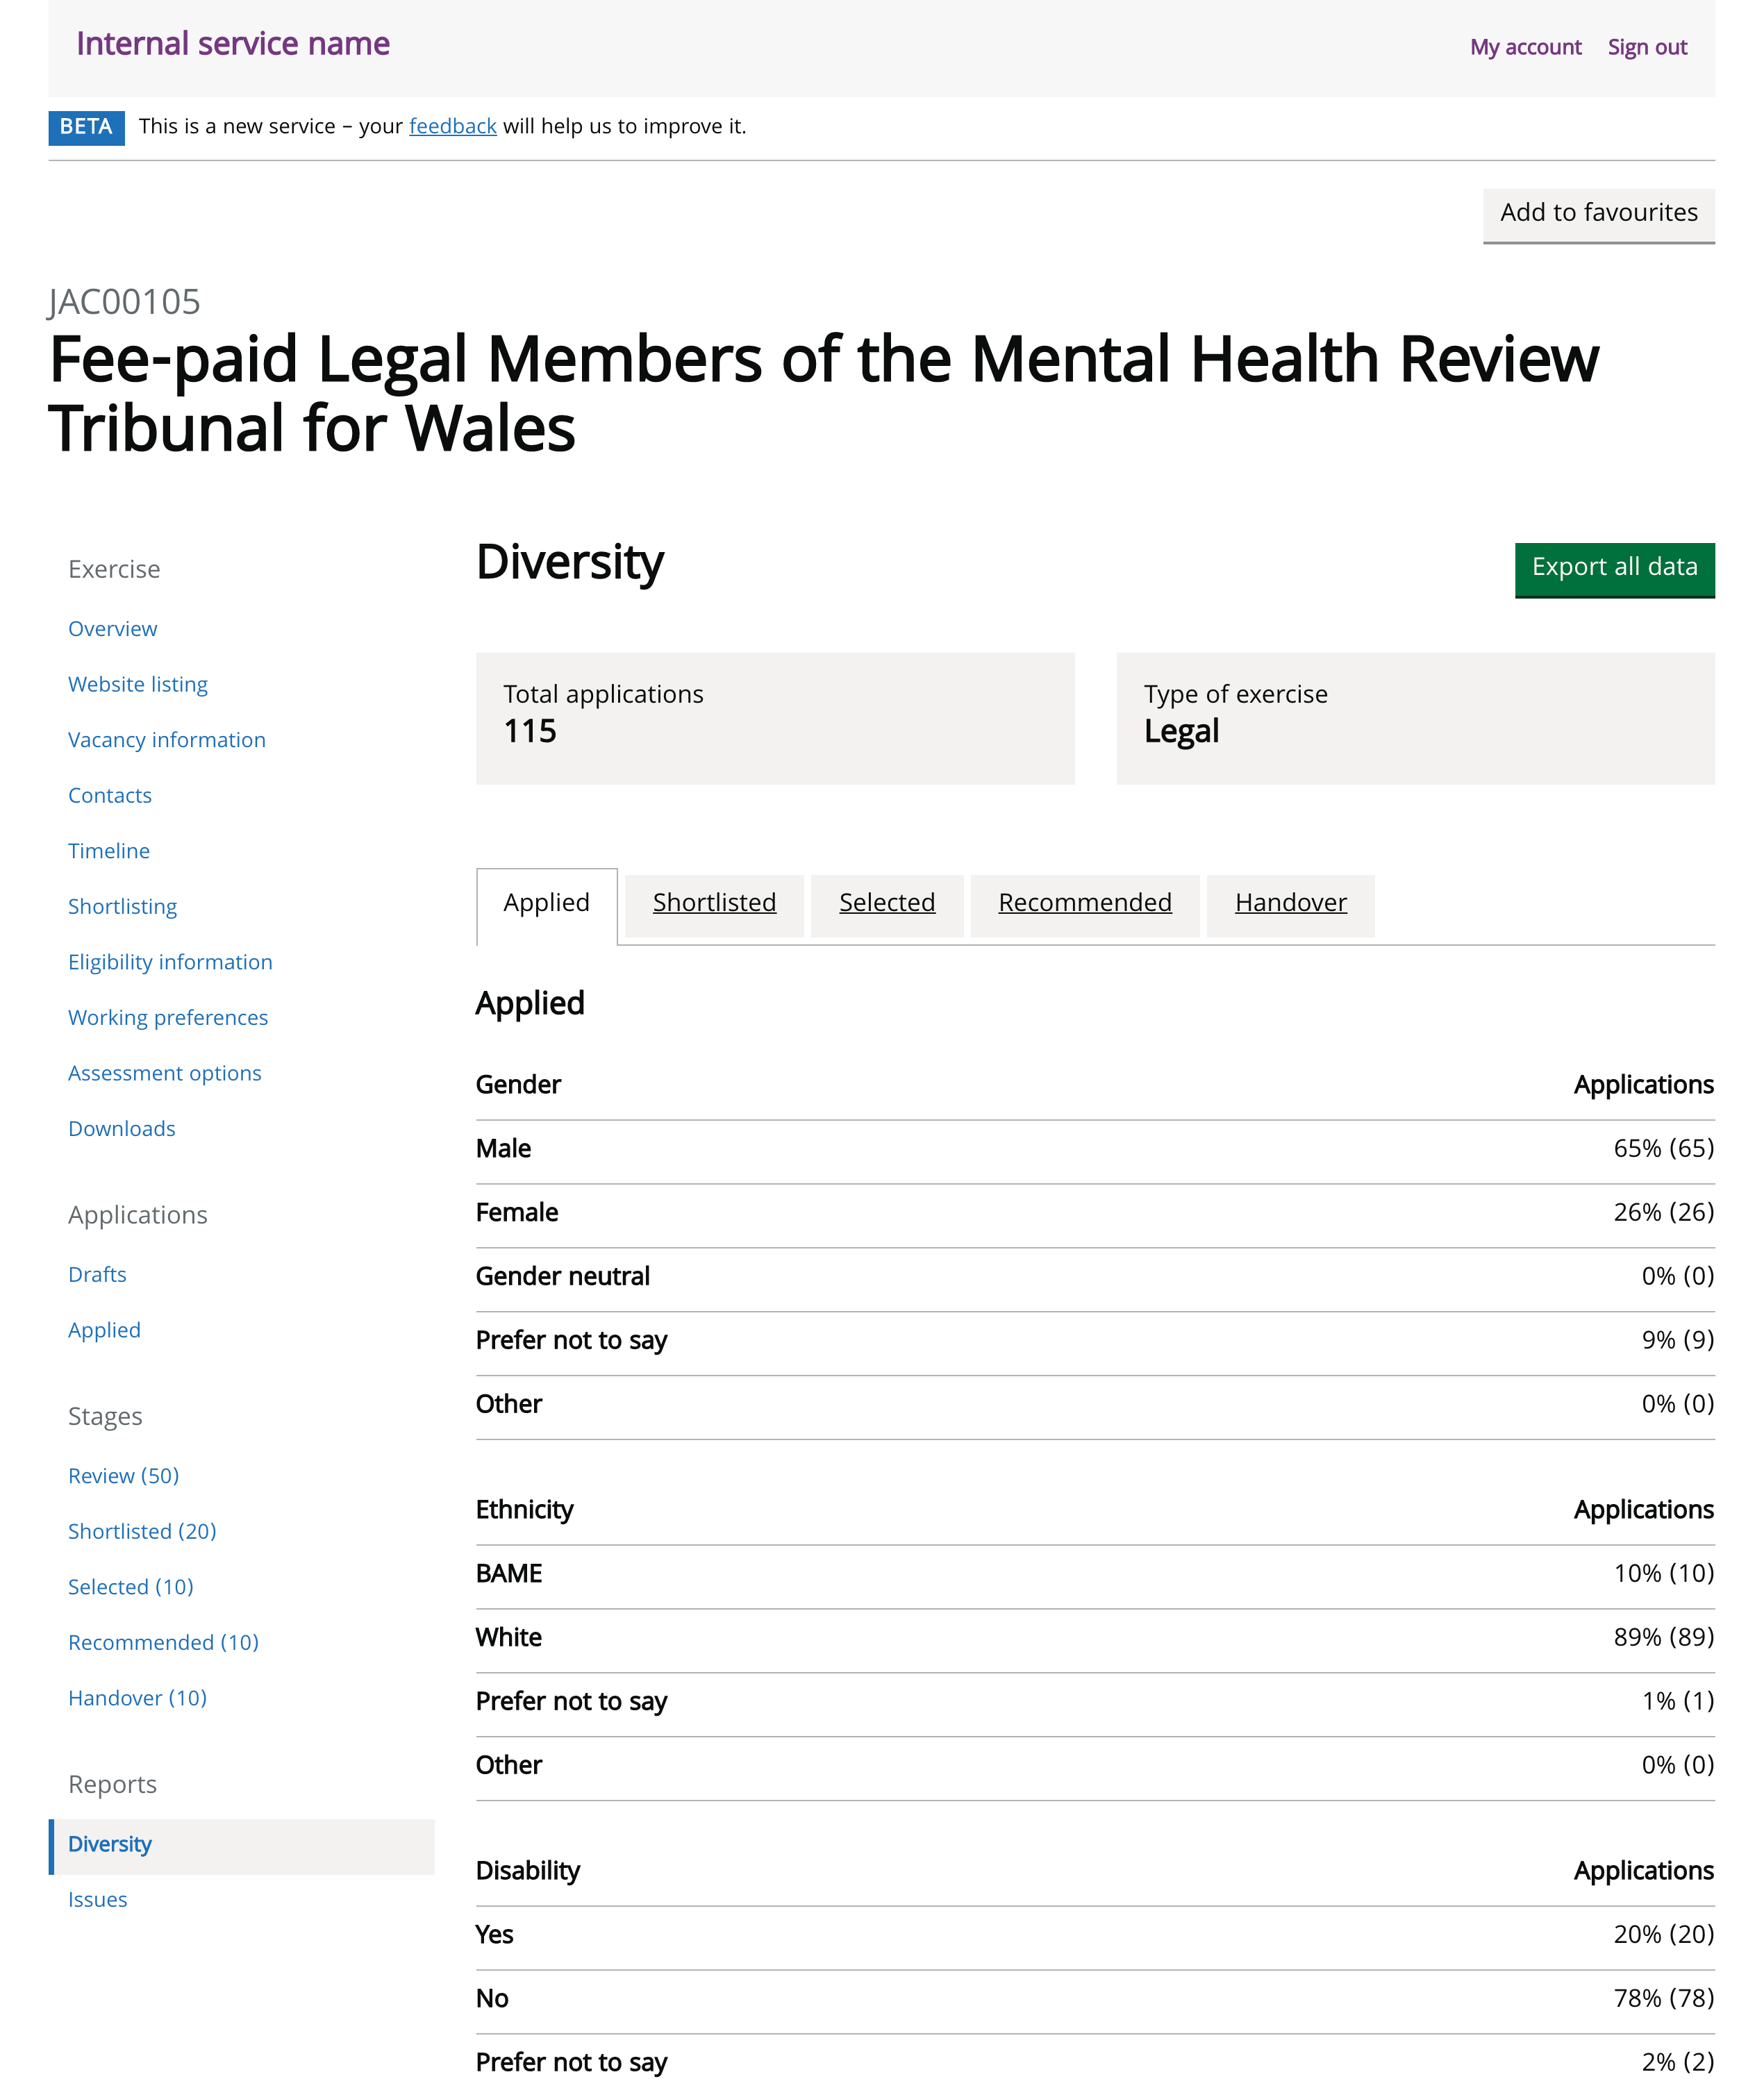 Internal service name
My account Sign out
BETA This is a new service – your feedback will help us to improve it.
Add to favourites
JAC00105
Fee-paid Legal Members of the Mental Health Review
Tribunal for Wales
Exercise
Overview
Website listing
Vacancy information
Contacts
Timeline
Shortlisting
Eligibility information
Working preferences
Assessment options
Downloads
Applications
Drafts
Applied
Stages
Review (50)
Shortlisted (20)
Selected (10)
Recommended (10)
Handover (10)
Reports
Diversity
Issues
Diversity
Export all data
Total applications
115
Type of exercise
Legal
Applied Shortlisted Selected Recommended Handover
Applied
Gender Applications
Male 65% (65)
Female 26% (26)
Gender neutral 0% (0)
Prefer not to say 9% (9)
Other 0% (0)
Ethnicity Applications
BAME 10% (10)
White 89% (89)
Prefer not to say 1% (1)
Other 0% (0)
Disability Applications
Yes 20% (20)
No 78% (78)
Prefer not to say 2% (2)